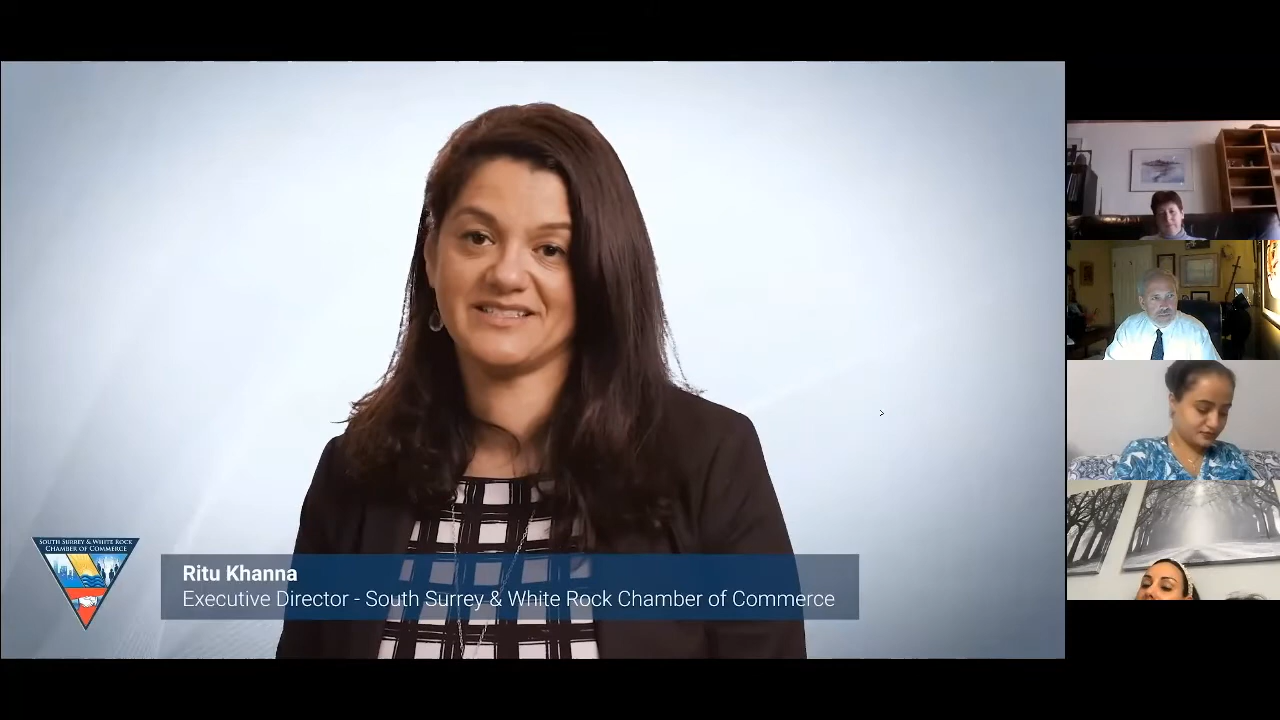 SOUTH SURREY & WHITE ROCK
CHAMBER OF COMMERCE
Ritu Khanna
Executive Director - South Surrey & White Rock Chamber of Commerce